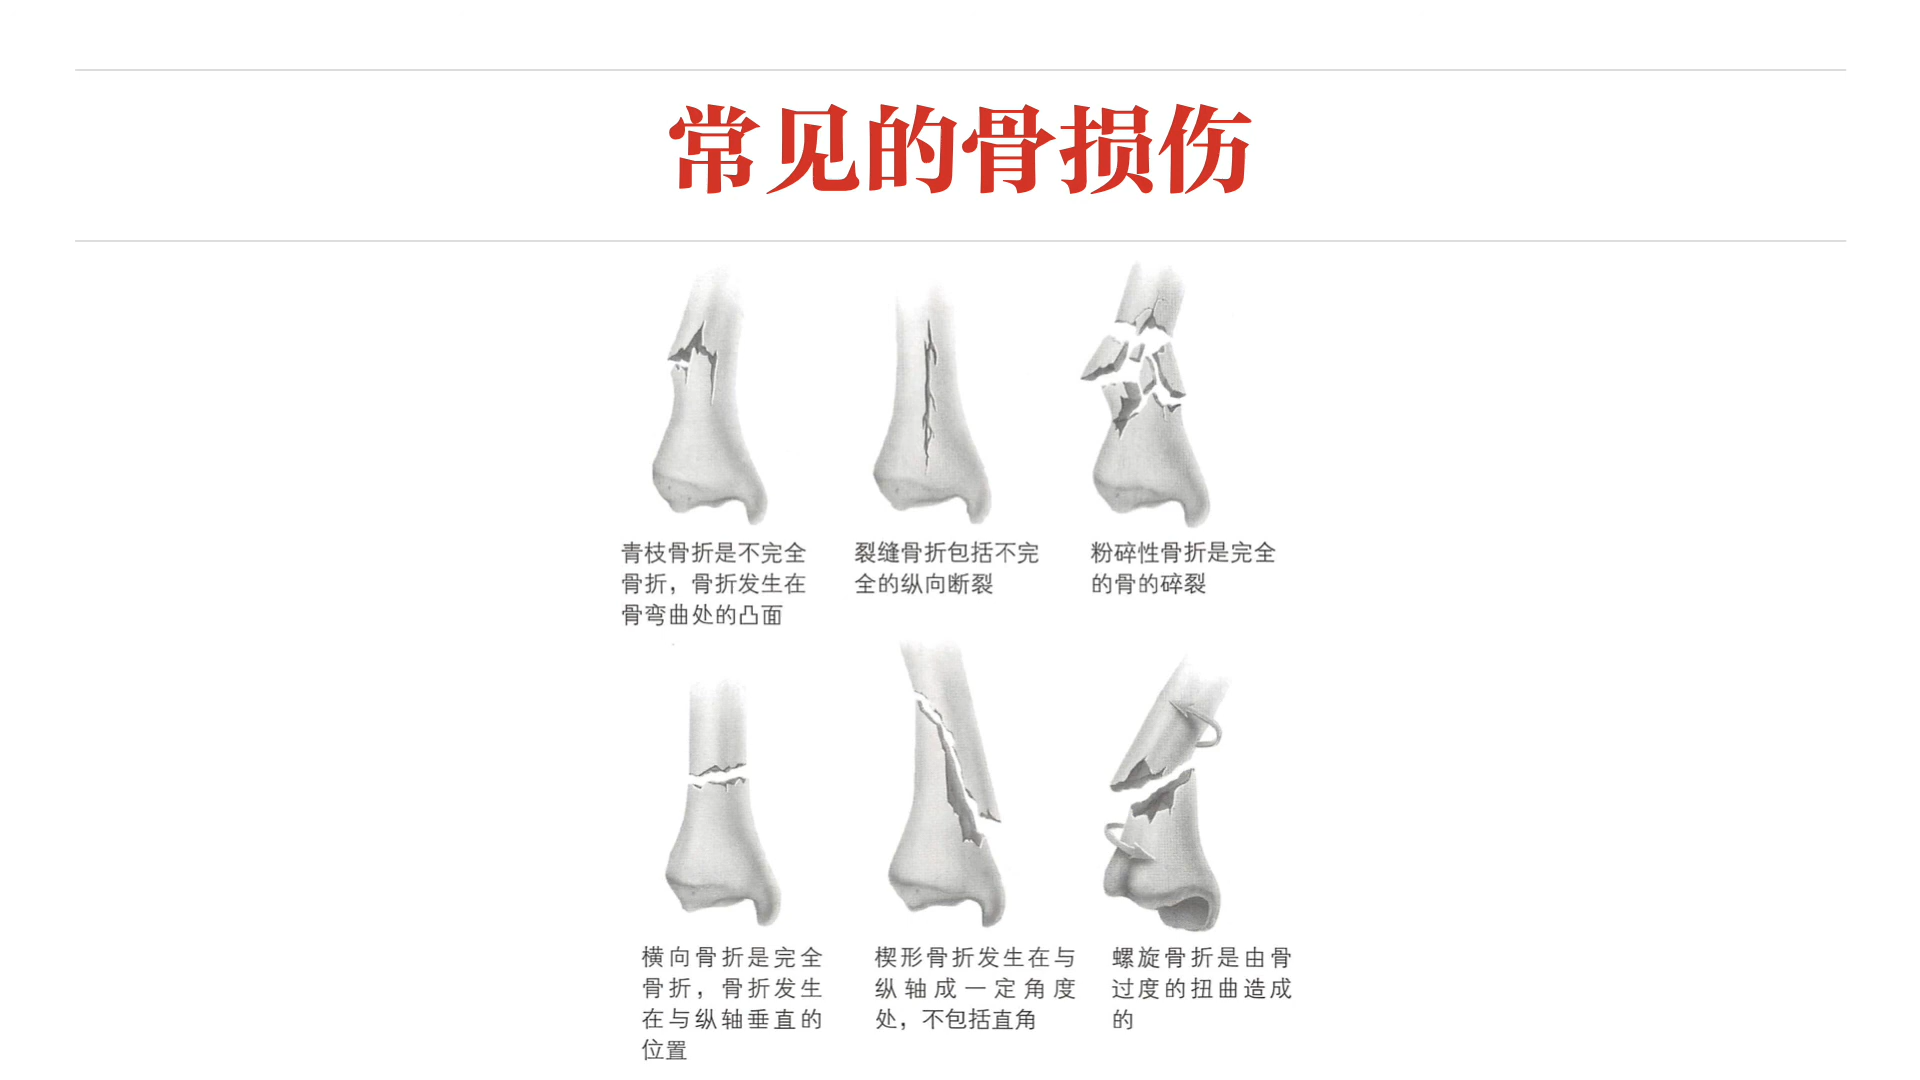 常见的骨损伤
青枝骨折是不完全
骨折，骨折发生在
骨弯曲处的凸面
裂缝骨折包括不完
全的纵向断裂
粉碎性骨折是完全
的骨的碎裂
横向骨折是完全
骨折，骨折发生
在与纵轴垂直的
位置
楔形骨折发生在与
纵轴成一定角度
处，不包括直角
螺旋骨折是由骨
过度的扭曲造成
的